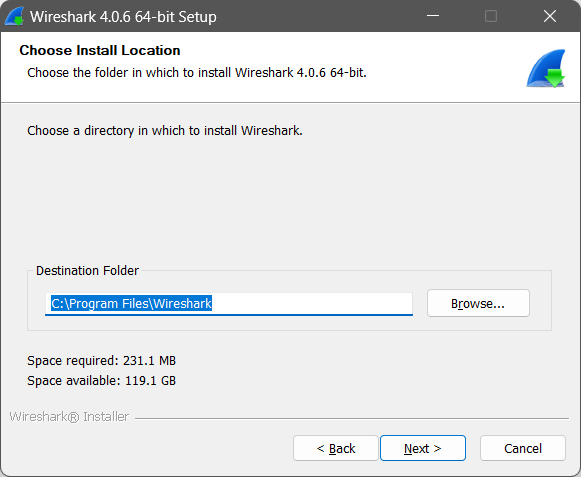 Wireshark 4.0.6 64-bit Setup
Choose Install Location
Choose the folder in which to install Wireshark 4.0.6 64-bit.
Choose a directory in which to install Wireshark.
Destination Folder
C:\Program Files\Wireshark
Browse...
Space required: 231.1 MB
Space available: 119.1 GB
Wireshark® Installer
< Back
Next >
Cancel